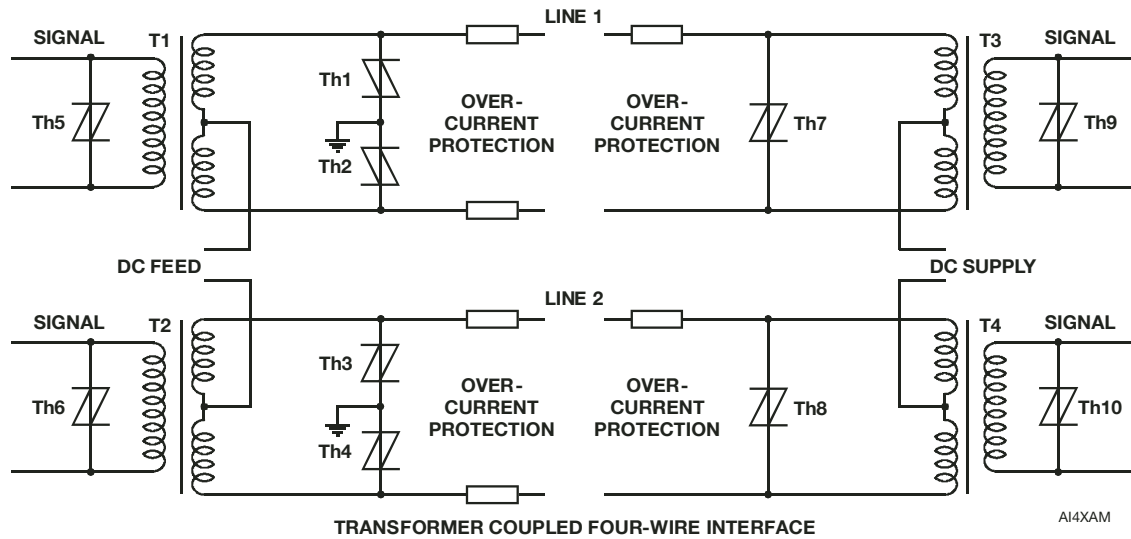 LINE 1
SIGNAL
T1
T3
SIGNAL
Th1
OVER-
CURRENT
PROTECTION
OVER-
CURRENT
PROTECTION
Th5
Th7
Th9
Th2
DC FEED
DC SUPPLY
LINE 2
SIGNAL
T2
T4
SIGNAL
Th3
OVER-
CURRENT
PROTECTION
OVER-
CURRENT
PROTECTION
Th6
Th8
Th10
Th4
AI4XAM
TRANSFORMER COUPLED FOUR-WIRE INTERFACE